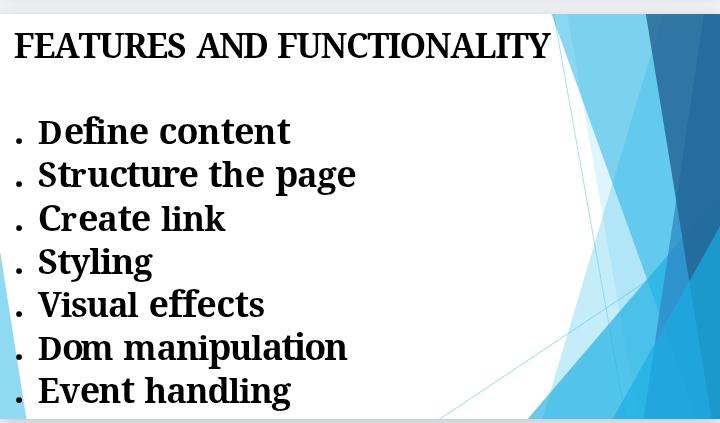 FEATURES AND FUNCTIONALITY
. Define content
. Structure the page
. Create link
. Styling
. Visual effects
. Dom manipulation
. Event handling